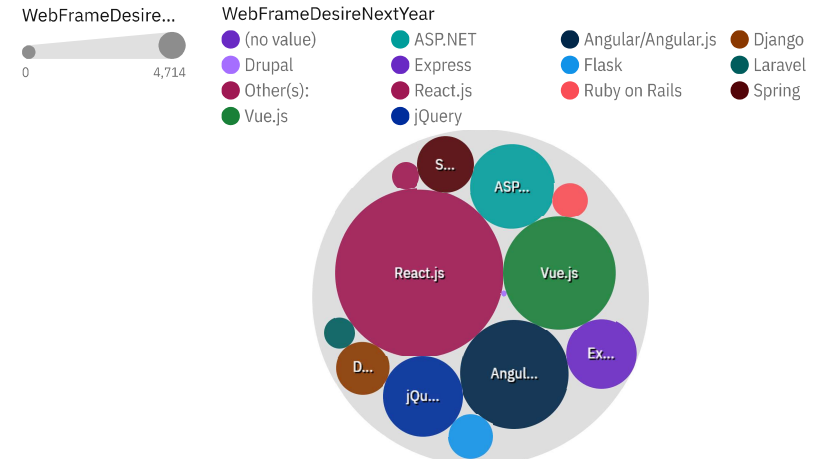 WebFrameDesire...
0 4,714
WebFrameDesireNextYear
(no value) ASP.NET Angular/Angular.js Django
Drupal Express Flask Laravel
Other(s): React.js Ruby on Rails Spring
Vue.js jQuery
S...
ASP...
React.js Vue.js
Ex...
D... Angul...
jQu...